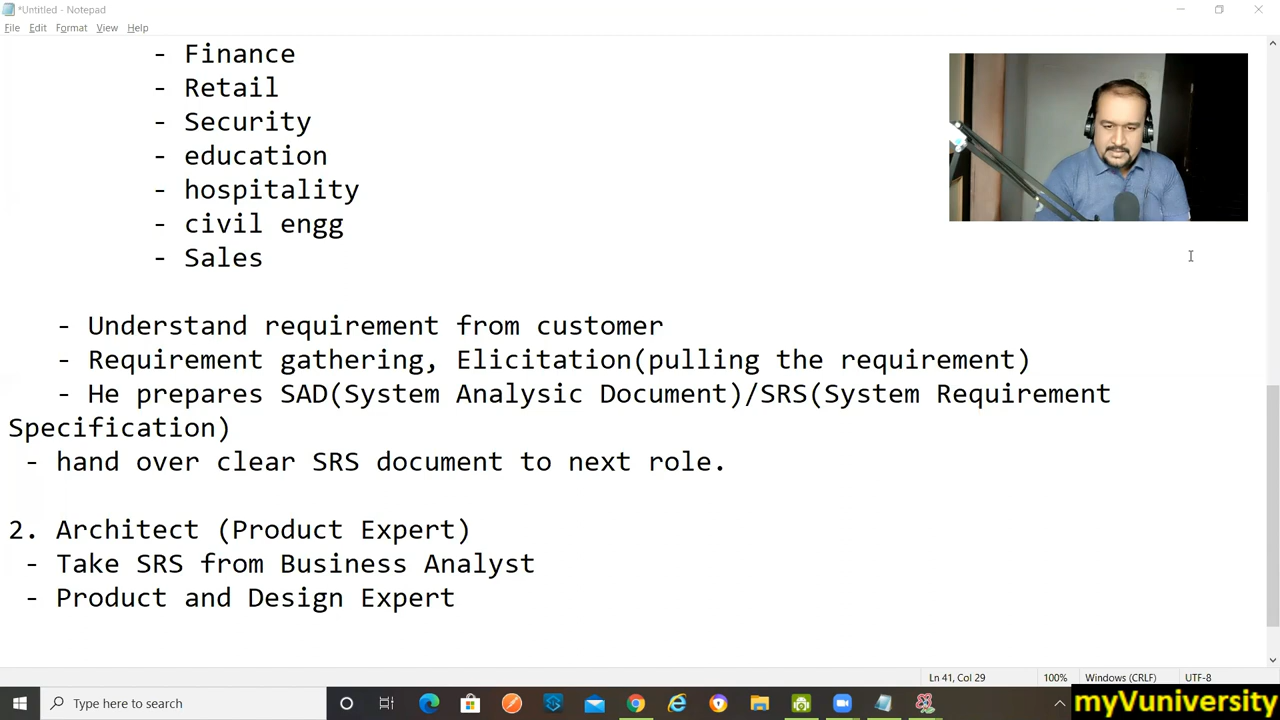 *Untitled - Notepad
File Edit Format View Help
- Finance
- Retail
- Security
- education
- hospitality
- civil engg
- Sales
- Understand requirement from customer
- Requirement gathering, Elicitation(pulling the requirement)
- He prepares SAD(System Analysic Document)/SRS(System Requirement
Specification)
- hand over clear SRS document to next role.
2. Architect (Product Expert)
- Take SRS from Business Analyst
- Product and Design Expert
Ln 41, Col 29 100% Windows (CRLF) UTF-8
Type here to search
myVuniversity